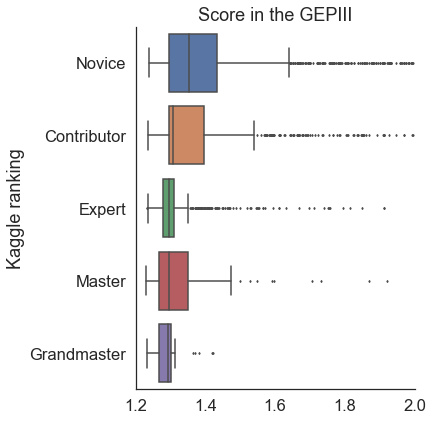 Score in the GEPIII
Kaggle ranking
Novice
Contributor
Expert
Master
Grandmaster
1.2 1.4 1.6 1.8 2.0